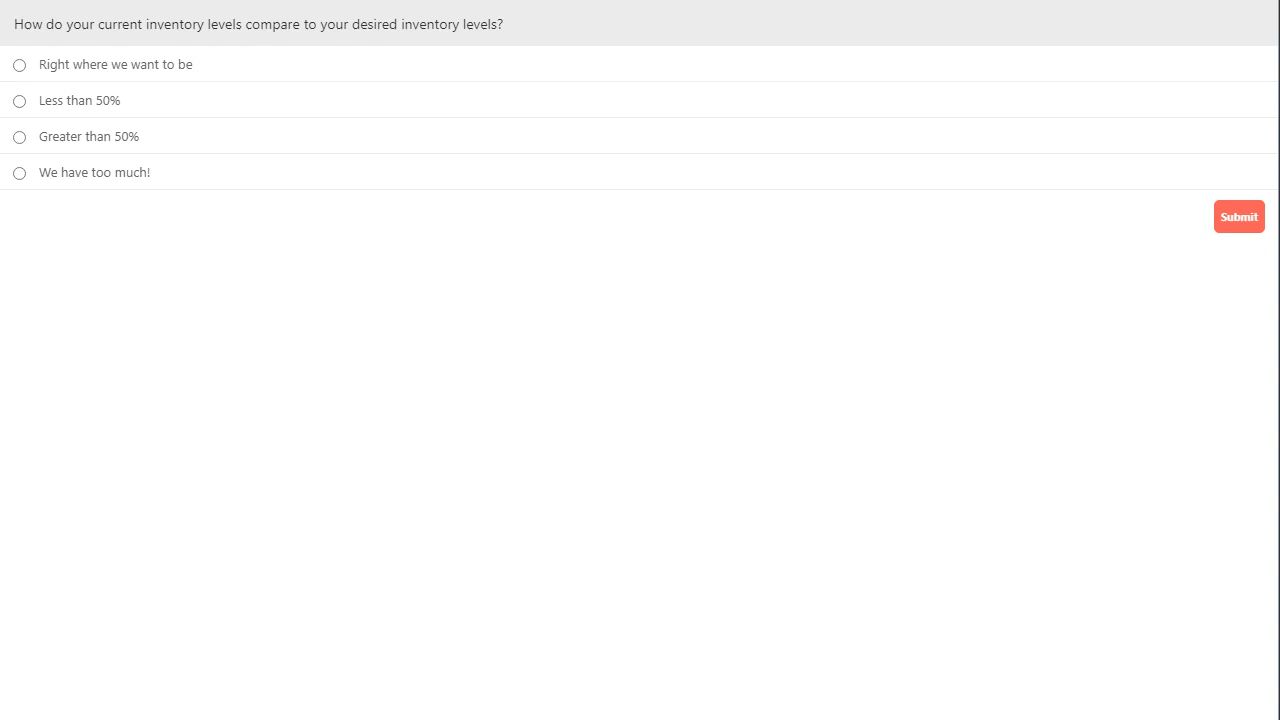 How do your current inventory levels compare to your desired inventory levels?
Right where we want to be
Less than 50%
Greater than 50%
We have too much!
Submit